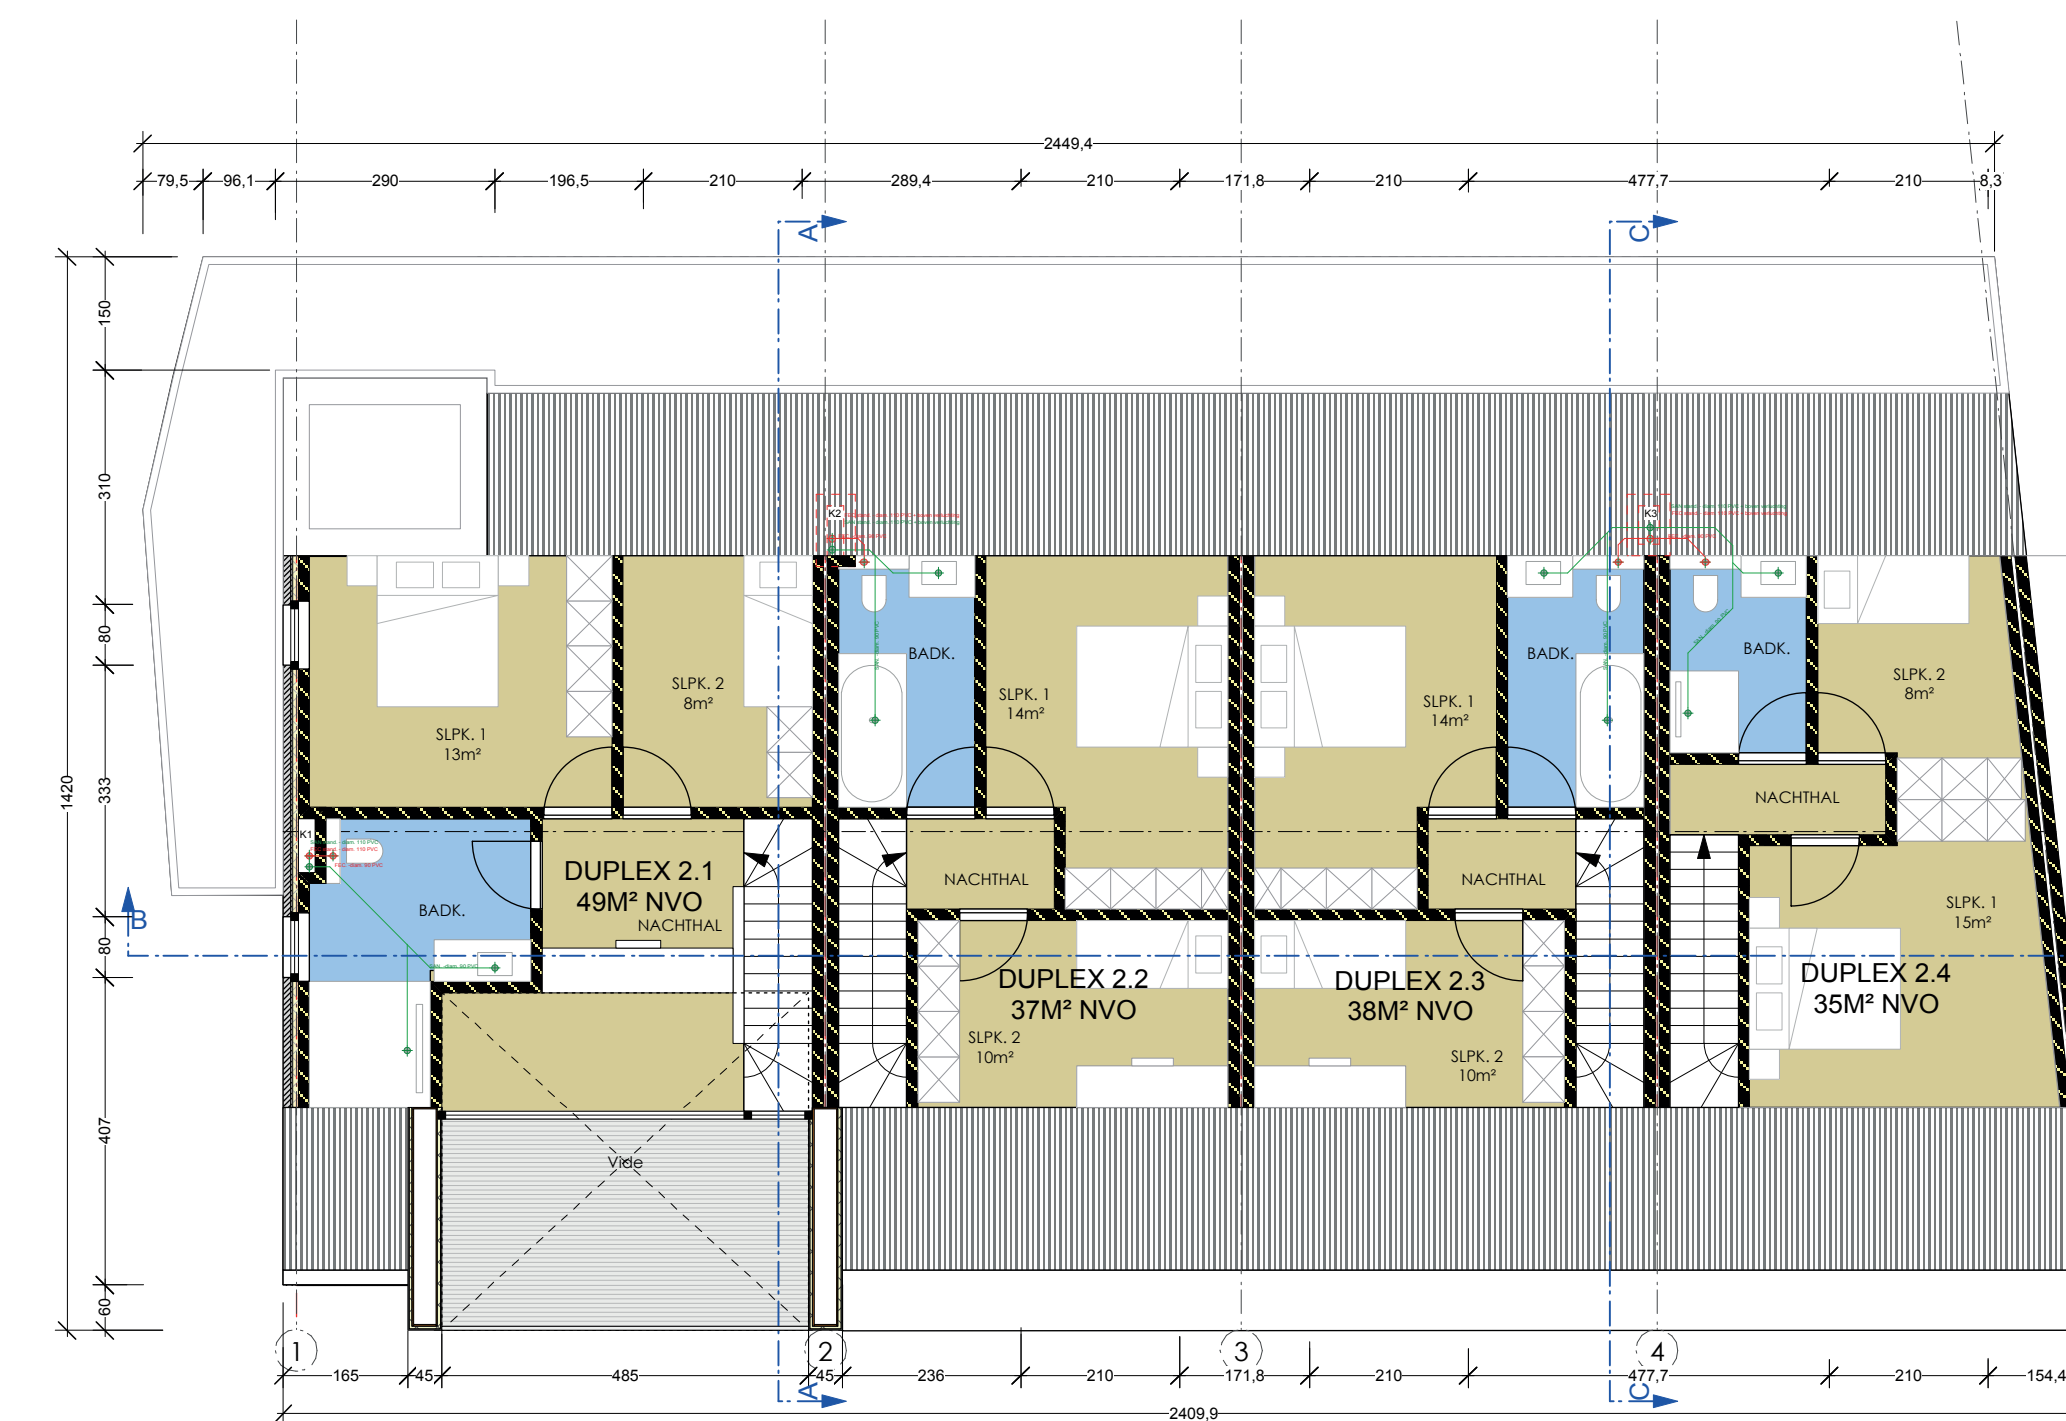 2449,4
79,5 96,1 290 196,5 210 289,4 210 171,8 210 477,7 210 8,3
A C
150
310
80
333
80
407
60
1420
K2 K3
SLPK. 1
13m²
SLPK. 2
8m²
BADK.
SLPK. 1
14m²
SLPK. 1
14m²
BADK.
BADK.
SLPK. 2
8m²
NACHTHAL
K1
DUPLEX 2.1
49M² NVO
NACHTHAL
BADK.
NACHTHAL
NACHTHAL
SLPK. 1
15m²
B
DUPLEX 2.2
37M² NVO
DUPLEX 2.3
38M² NVO
DUPLEX 2.4
35M² NVO
SLPK. 2
10m²
SLPK. 2
10m²
Vide
1 2 3 4
165 45 485 45 236 210 171,8 210 477,7 210 154,4
A C
2409,9